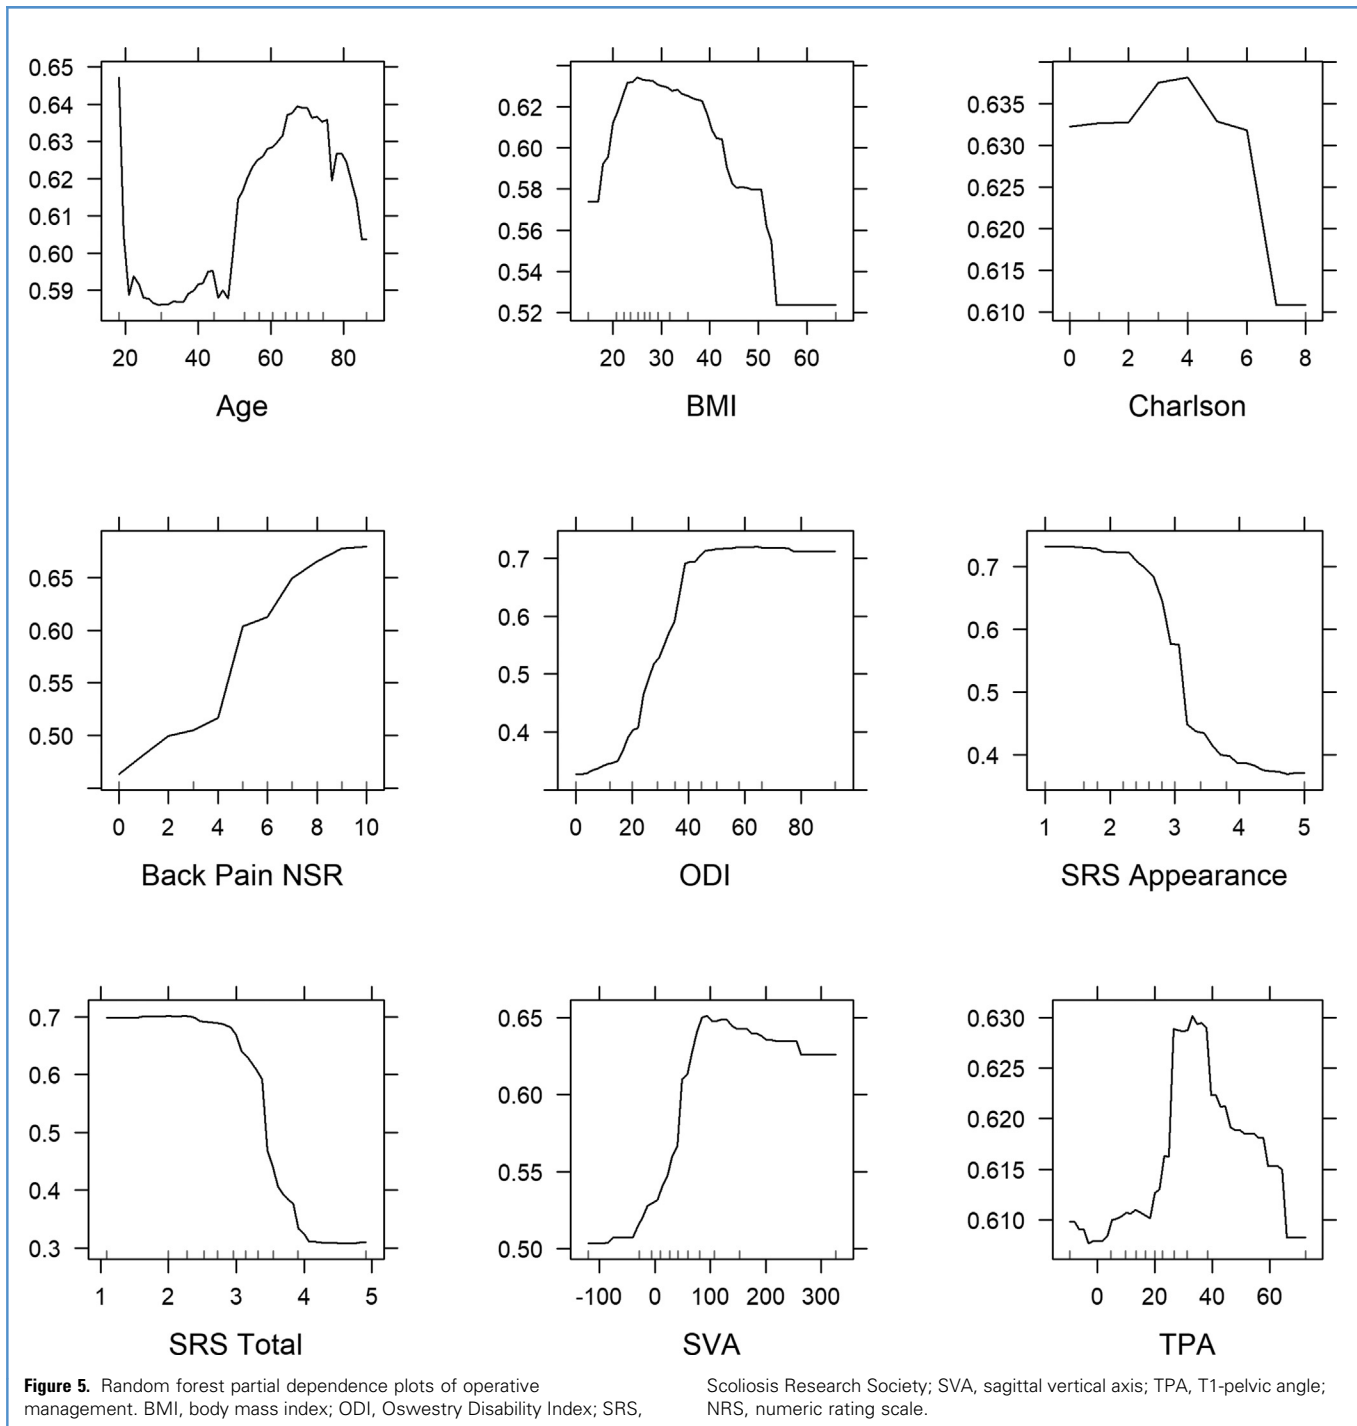 0.65
0.64
0.63
0.62
0.61
0.60
0.59
20 40 60 80
Age
0.62
0.60
0.58
0.56
0.54
0.52
20 30 40 50 60
BMI
0.635
0.630
0.625
0.620
0.615
0.610
0 2 4 6 8
Charlson
0.65
0.60
0.55
0.50
0 2 4 6 8 10
Back Pain NSR
0.7
0.6
0.5
0.4
0 20 40 60 80
ODI
0.7
0.6
0.5
0.4
1 2 3 4 5
SRS Appearance
0.7
0.6
0.5
0.4
0.3
1 2 3 4 5
SRS Total
0.65
0.60
0.55
0.50
-100 0 100 200 300
SVA
0.630
0.625
0.620
0.615
0.610
0 20 40 60
TPA
Figure 5. Random forest partial dependence plots of operative
management. BMI, body mass index; ODI, Oswestry Disability Index; SRS,
Scoliosis Research Society; SVA, sagittal vertical axis; TPA, T1-pelvic angle;
NRS, numeric rating scale.